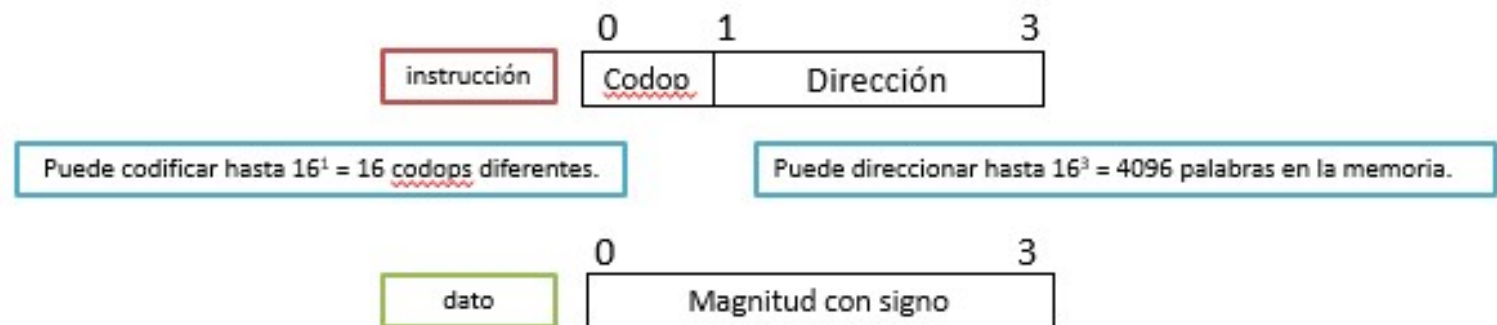 0 1 3
instrucción Codop Dirección
Puede codificar hasta 16¹ = 16 codops diferentes. Puede direccionar hasta 16³ = 4096 palabras en la memoria.
0 3
dato Magnitud con signo